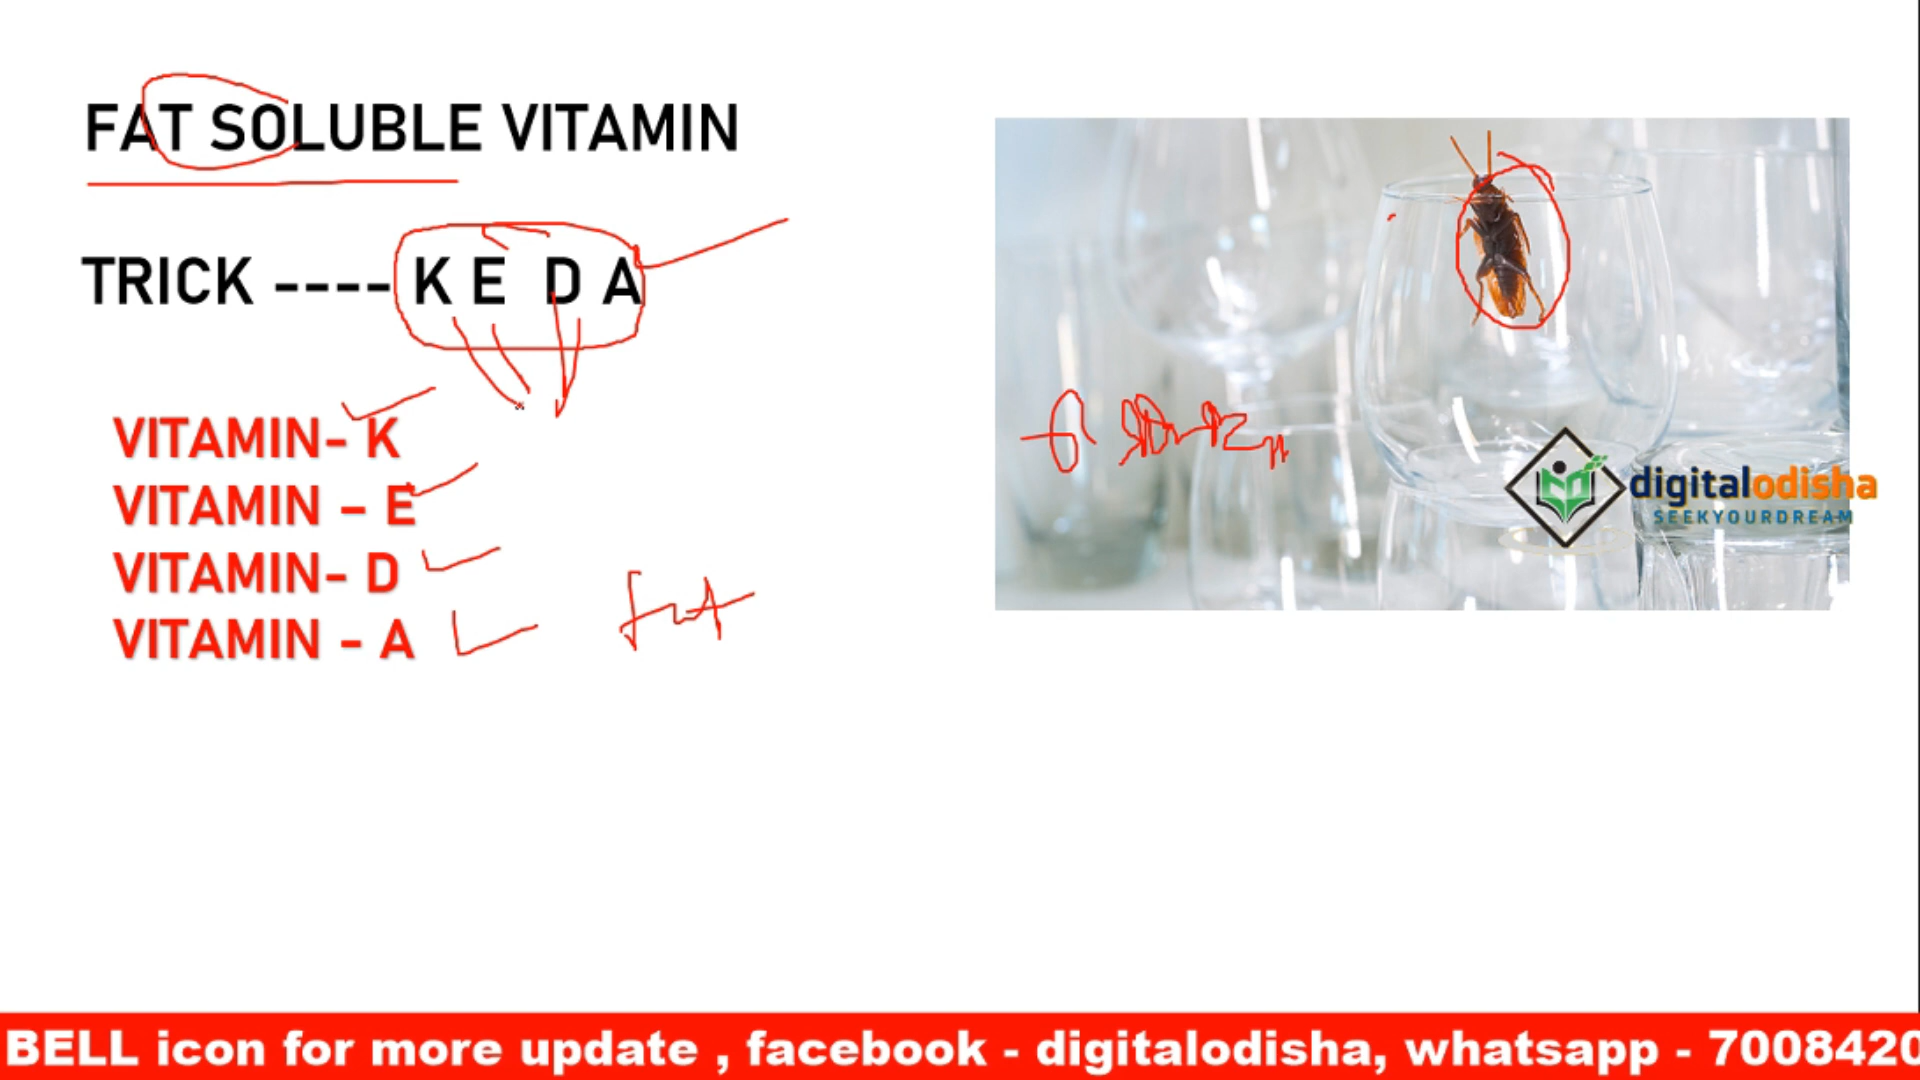 FAT SOLUBLE VITAMIN
TRICK ---- K E D A
VITAMIN- K
VITAMIN - E
VITAMIN- D
VITAMIN - A
fat
digitalodisha
SEEKYOURDREAM
BELL icon for more update , facebook - digitalodisha, whatsapp - 7008420